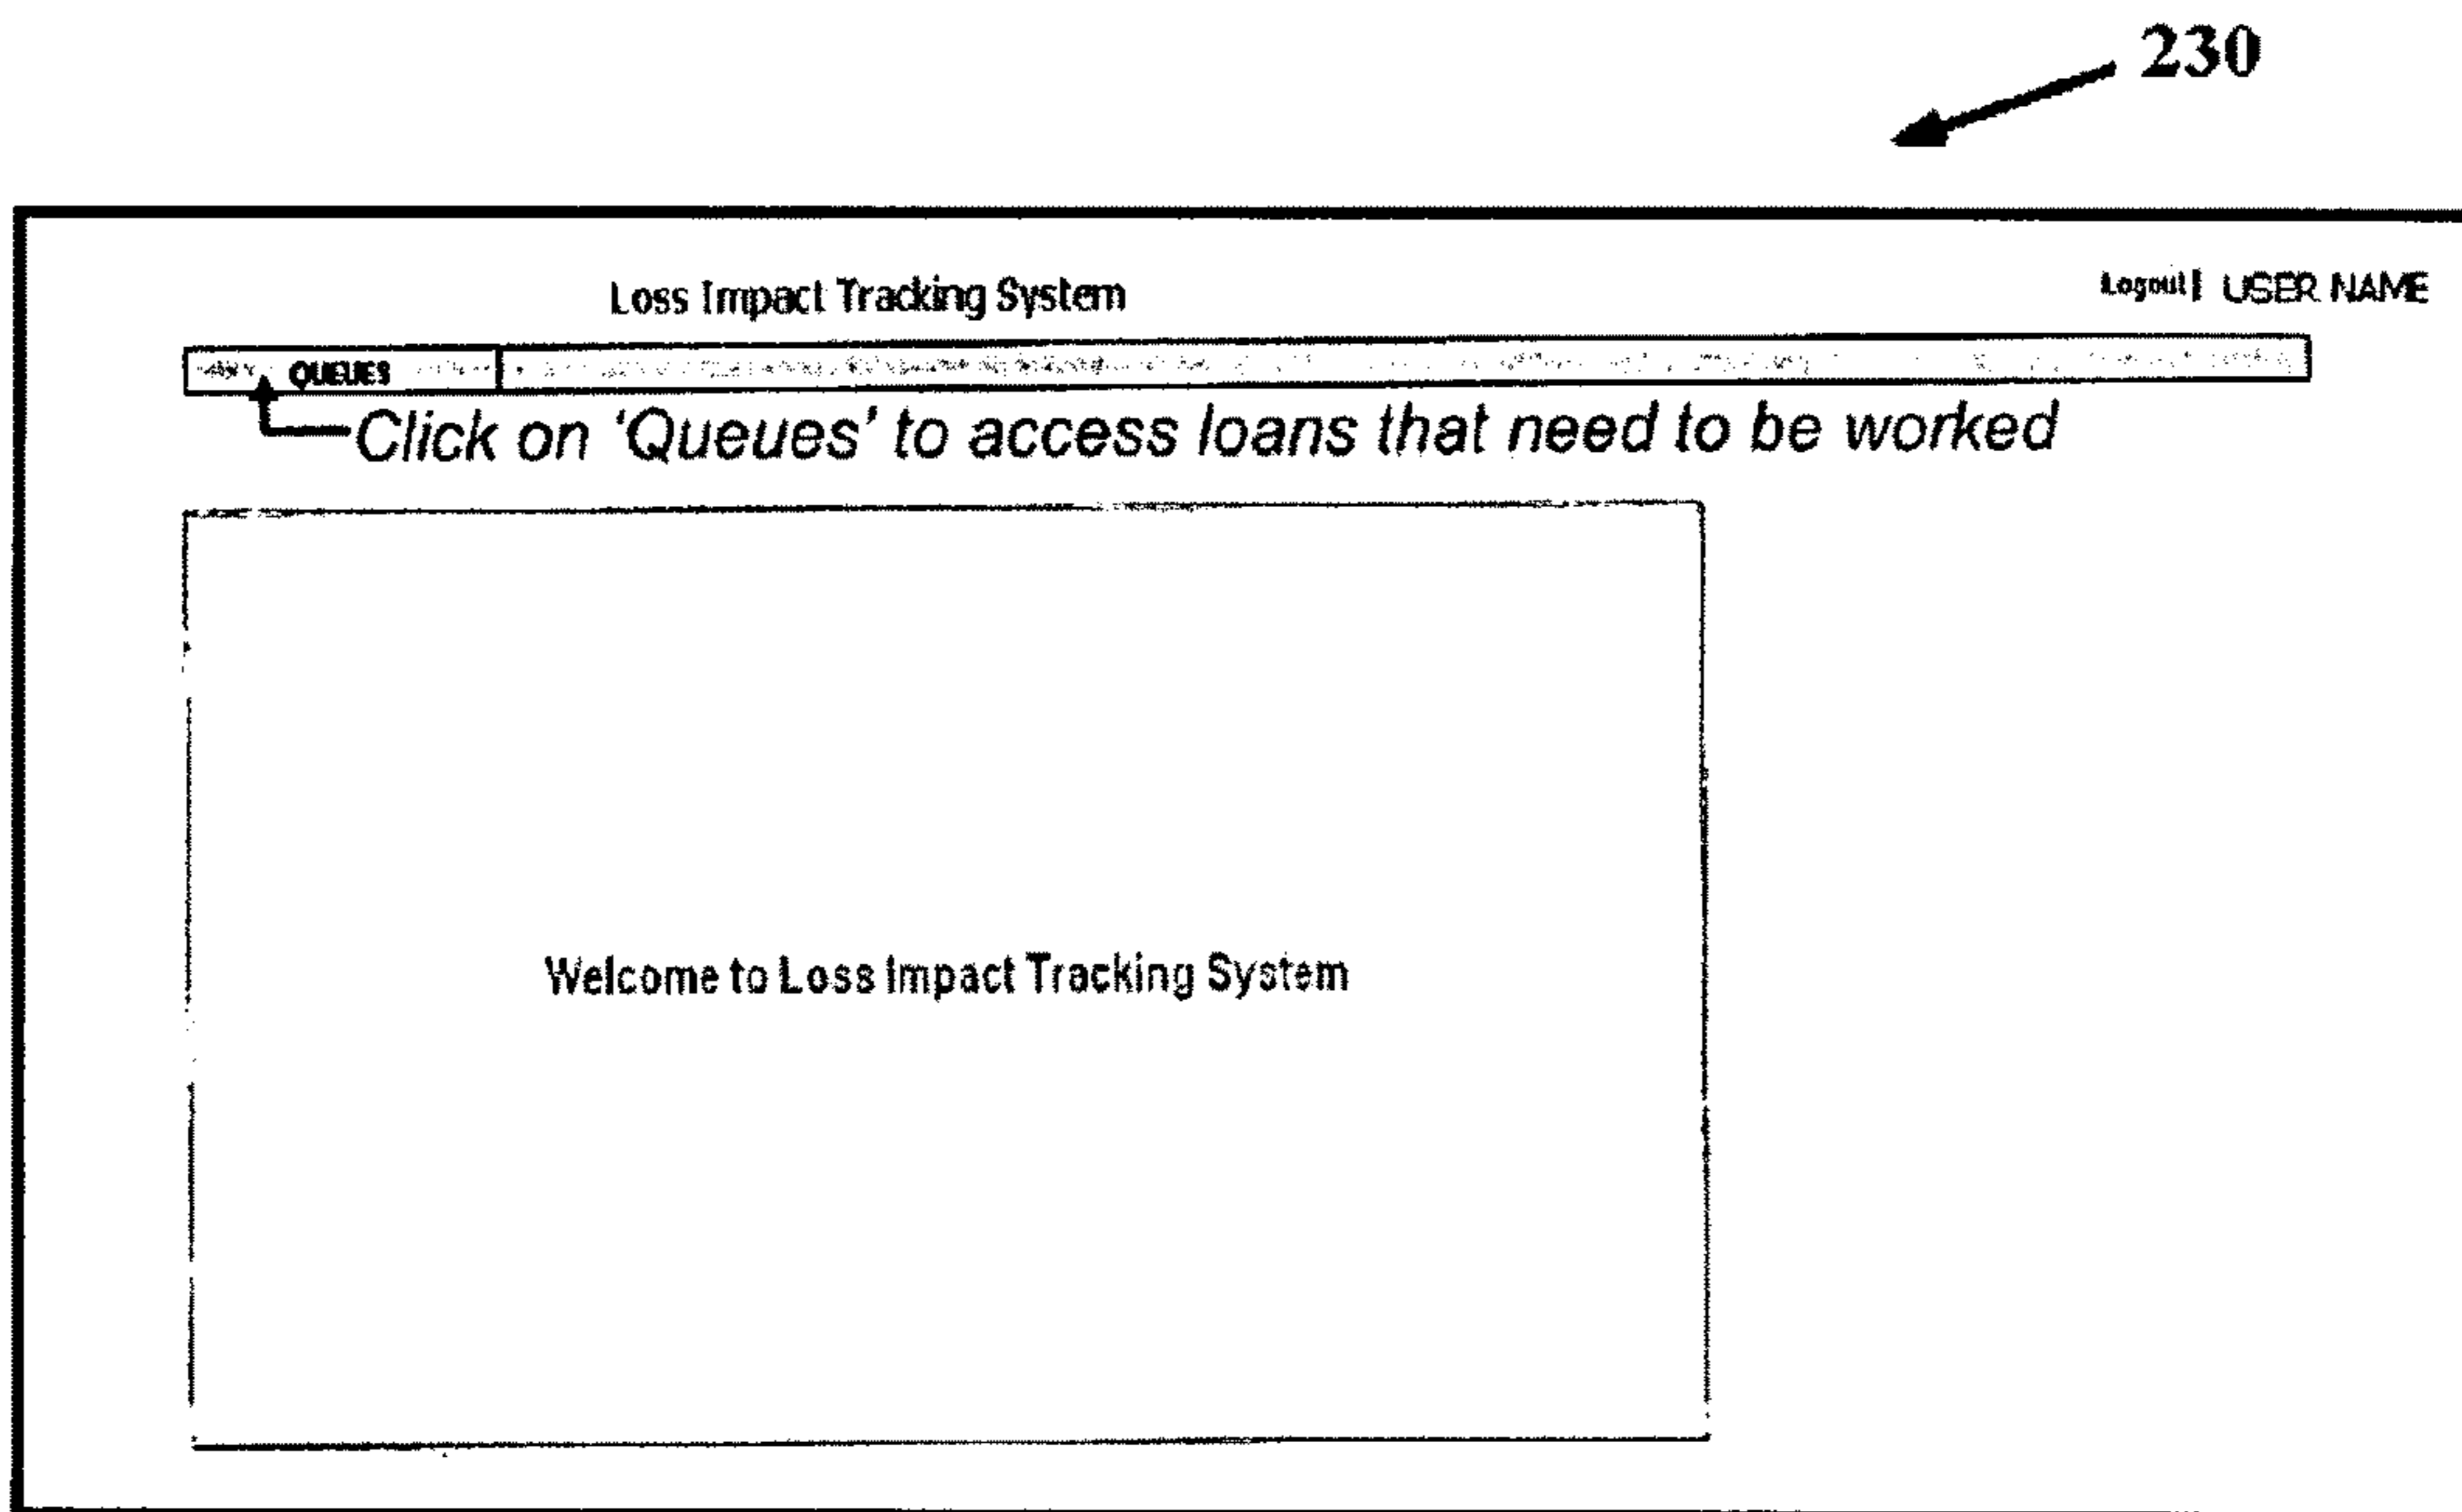 230
Loss Impact Tracking System
Logout | USER NAME
QUEUES
Click on 'Queues' to access loans that need to be worked
Welcome to Loss Impact Tracking System